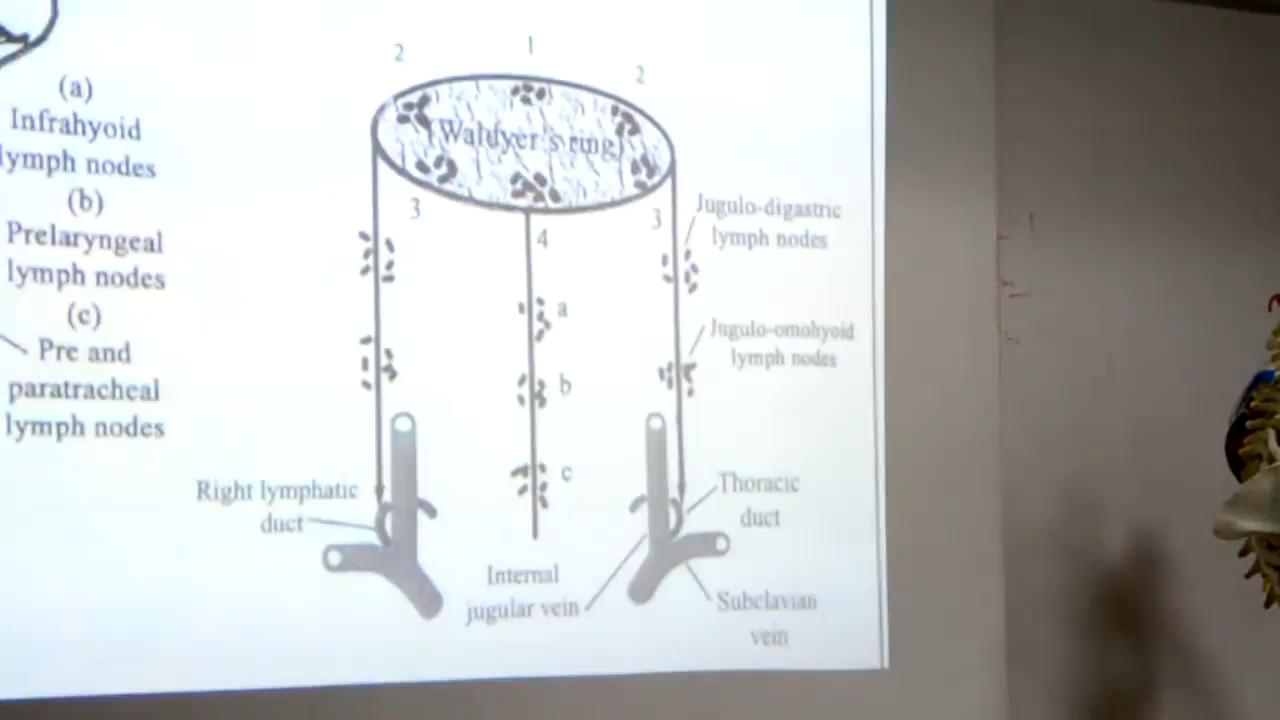 (a)
Infrahyoid
lymph nodes
(b)
Prelaryngeal
lymph nodes
(c)
Pre and
paratracheal
lymph nodes
2
1
2
Waldyer's ring
3
4
3
Jugulo-digastric
lymph nodes
a
Jugulo-omohyoid
lymph nodes
b
c
Right lymphatic
duct
Thoracic
duct
Internal
jugular vein
Subclavian
vein